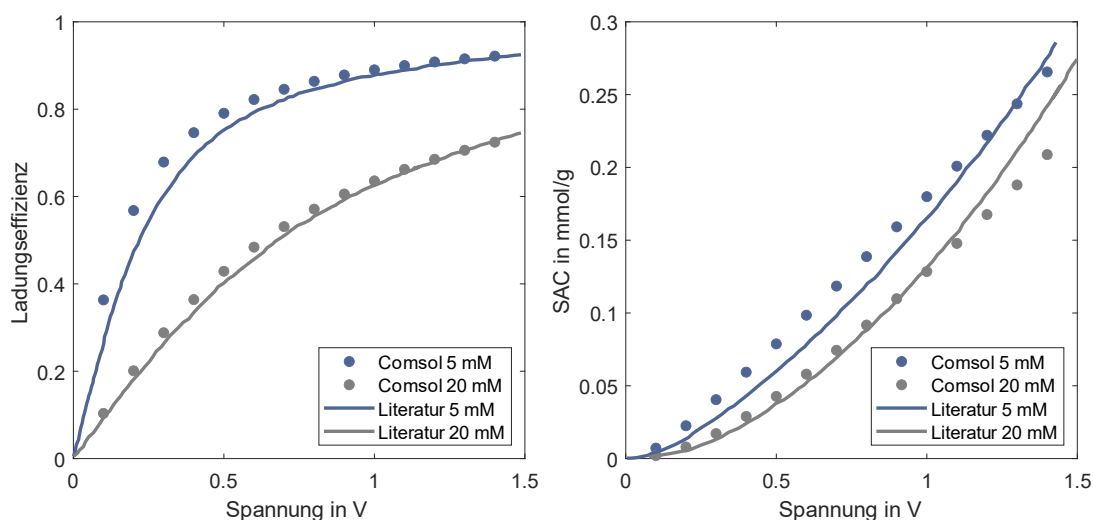 1
0.8
0.6
0.4
0.2
0
Ladungseffizienz
0 0.5 1 1.5
Spannung in V
Comsol 5 mM
Comsol 20 mM
Literatur 5 mM
Literatur 20 mM
0.3
0.25
0.2
0.15
0.1
0.05
0
SAC in mmol/g
0 0.5 1 1.5
Spannung in V
Comsol 5 mM
Comsol 20 mM
Literatur 5 mM
Literatur 20 mM